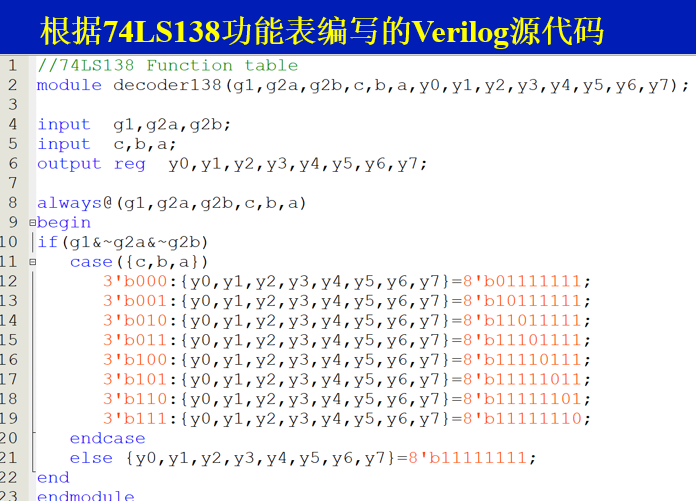 根据74LS138功能表编写的Verilog源代码
1 //74LS138 Function table
2 module decoder138(g1,g2a,g2b,c,b,a,y0,y1,y2,y3,y4,y5,y6,y7);
3
4 input  g1,g2a,g2b;
5 input  c,b,a;
6 output reg  y0,y1,y2,y3,y4,y5,y6,y7;
7
8 always@(g1,g2a,g2b,c,b,a)
9 begin
10 if(g1&~g2a&~g2b)
11    case({c,b,a})
12       3'b000:{y0,y1,y2,y3,y4,y5,y6,y7}=8'b01111111;
13       3'b001:{y0,y1,y2,y3,y4,y5,y6,y7}=8'b10111111;
14       3'b010:{y0,y1,y2,y3,y4,y5,y6,y7}=8'b11011111;
15       3'b011:{y0,y1,y2,y3,y4,y5,y6,y7}=8'b11101111;
16       3'b100:{y0,y1,y2,y3,y4,y5,y6,y7}=8'b11110111;
17       3'b101:{y0,y1,y2,y3,y4,y5,y6,y7}=8'b11111011;
18       3'b110:{y0,y1,y2,y3,y4,y5,y6,y7}=8'b11111101;
19       3'b111:{y0,y1,y2,y3,y4,y5,y6,y7}=8'b11111110;
20    endcase
21    else {y0,y1,y2,y3,y4,y5,y6,y7}=8'b11111111;
22 end
23 endmodule